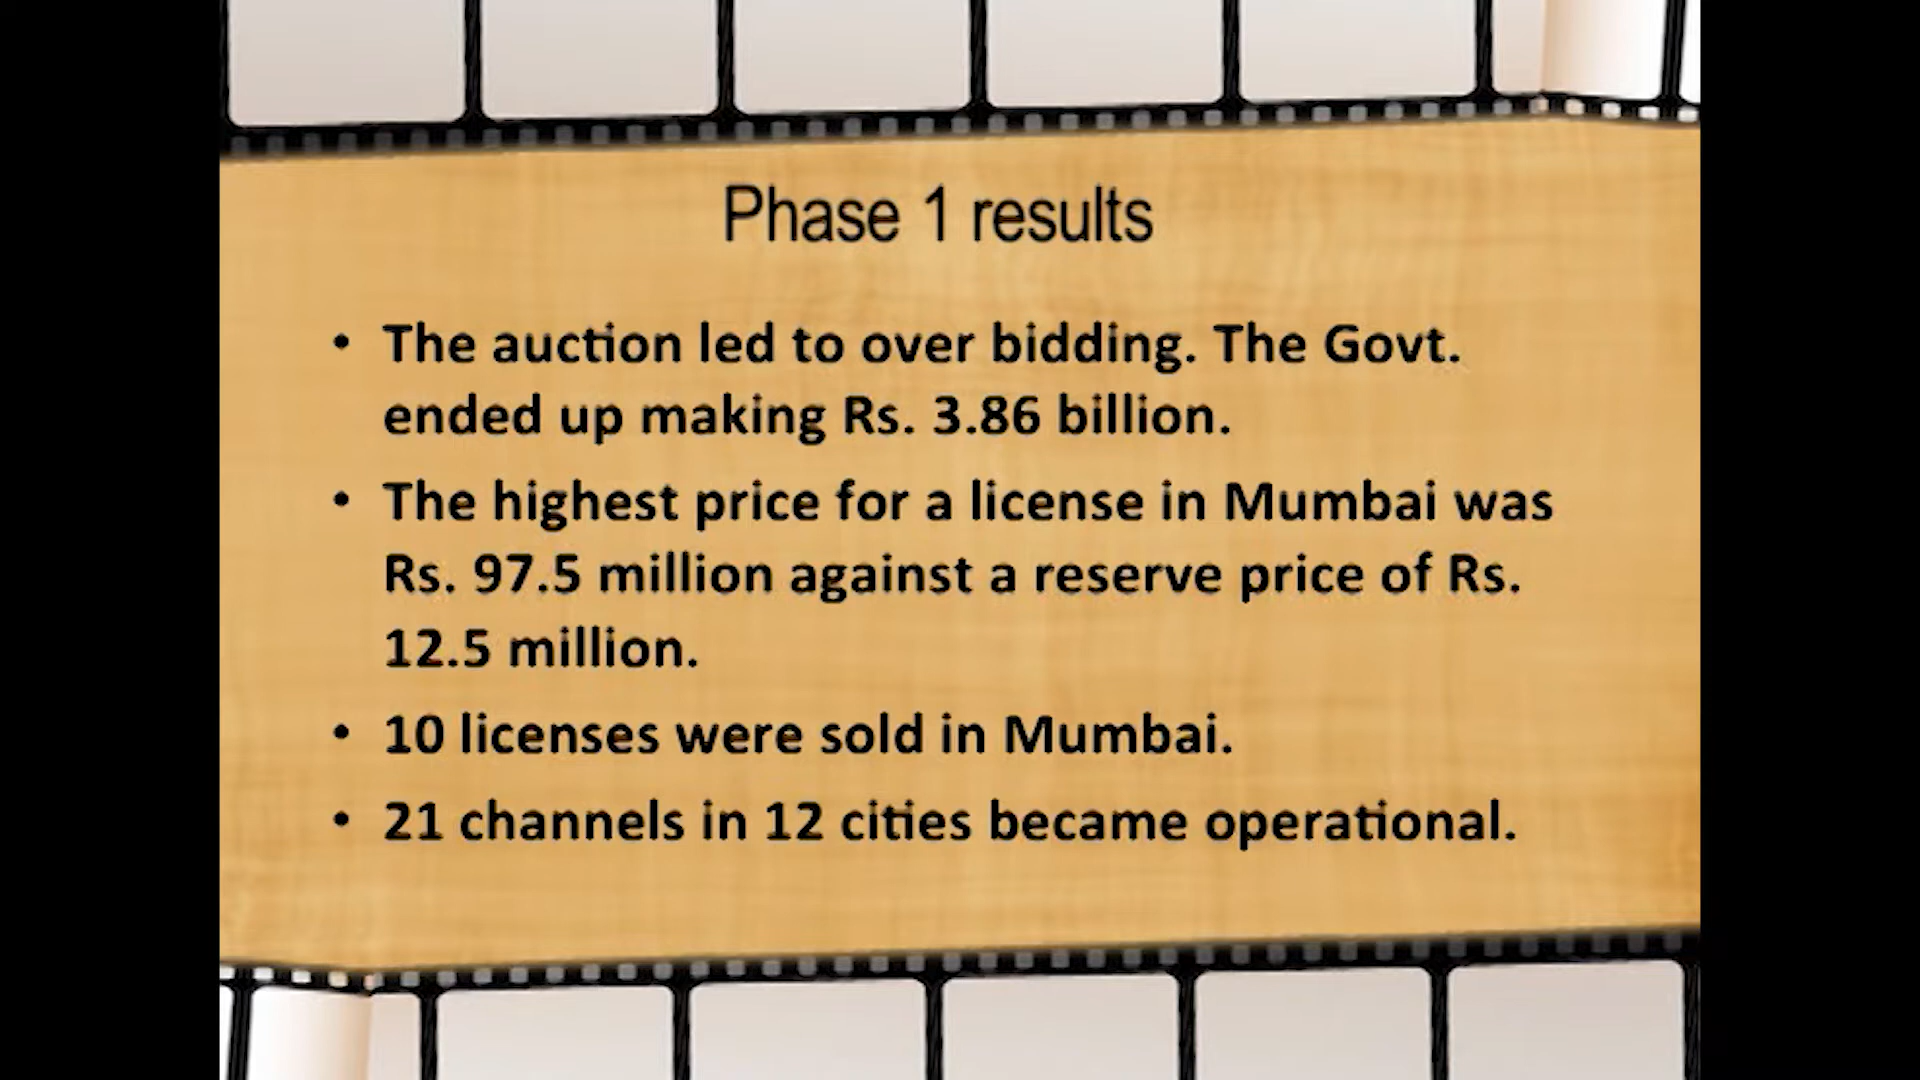 Phase 1 results
• The auction led to over bidding. The Govt.
ended up making Rs. 3.86 billion.
• The highest price for a license in Mumbai was
Rs. 97.5 million against a reserve price of Rs.
12.5 million.
• 10 licenses were sold in Mumbai.
• 21 channels in 12 cities became operational.